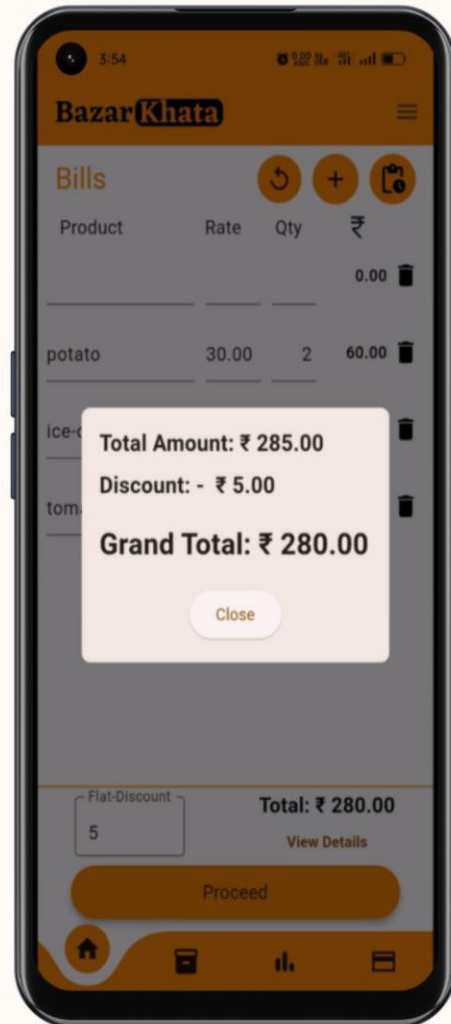 3:54
BazarKhata
Bills
Product Rate Qty ₹
0.00
potato 30.00 2 60.00
Total Amount: ₹ 285.00
Discount: - ₹ 5.00
Grand Total: ₹ 280.00
Close
Flat-Discount
5
Total: ₹ 280.00
View Details
Proceed